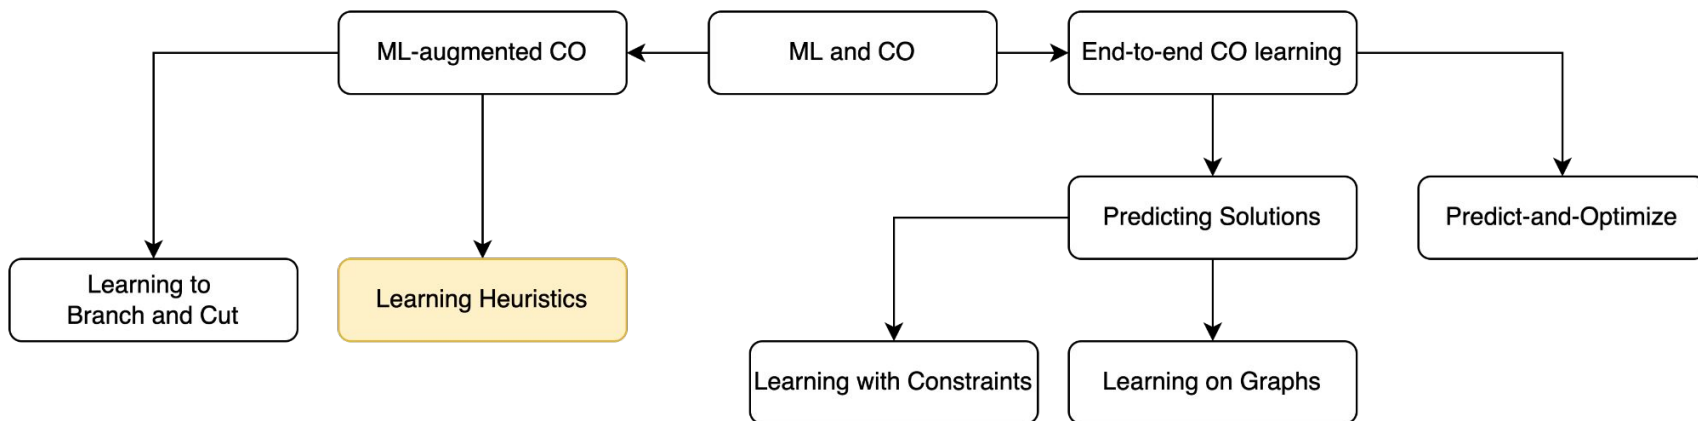 ML-augmented CO
ML and CO
End-to-end CO learning
Predicting Solutions
Predict-and-Optimize
Learning to
Branch and Cut
Learning Heuristics
Learning with Constraints
Learning on Graphs